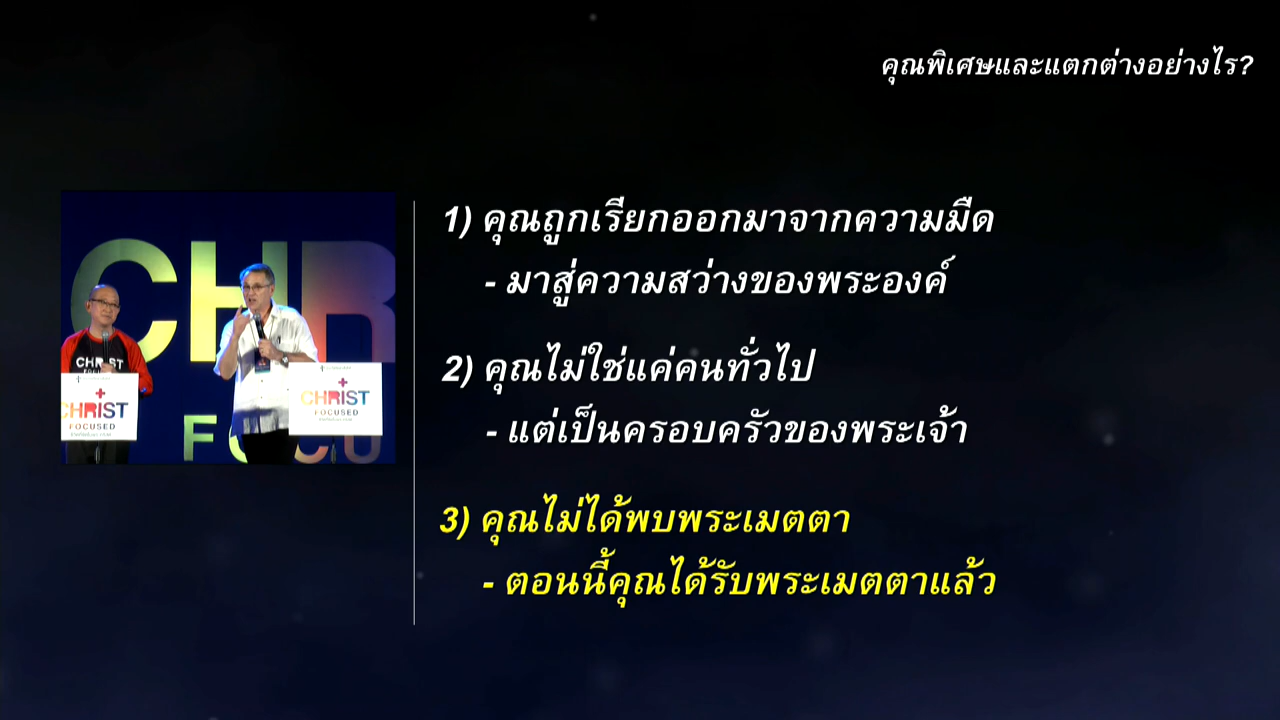 คุณพิเศษและแตกต่างอย่างไร?
1) คุณถูกเรียกออกมาจากความมืด
- มาสู่ความสว่างของพระองค์
2) คุณไม่ใช่แค่คนทั่วไป
- แต่เป็นครอบครัวของพระเจ้า
3) คุณไม่ได้พบพระเมตตา
- ตอนนี้คุณได้รับพระเมตตาแล้ว
CHR
FOCU
CHRIST
CHRIST
FOCUSED
CHRIST
FOCUSED